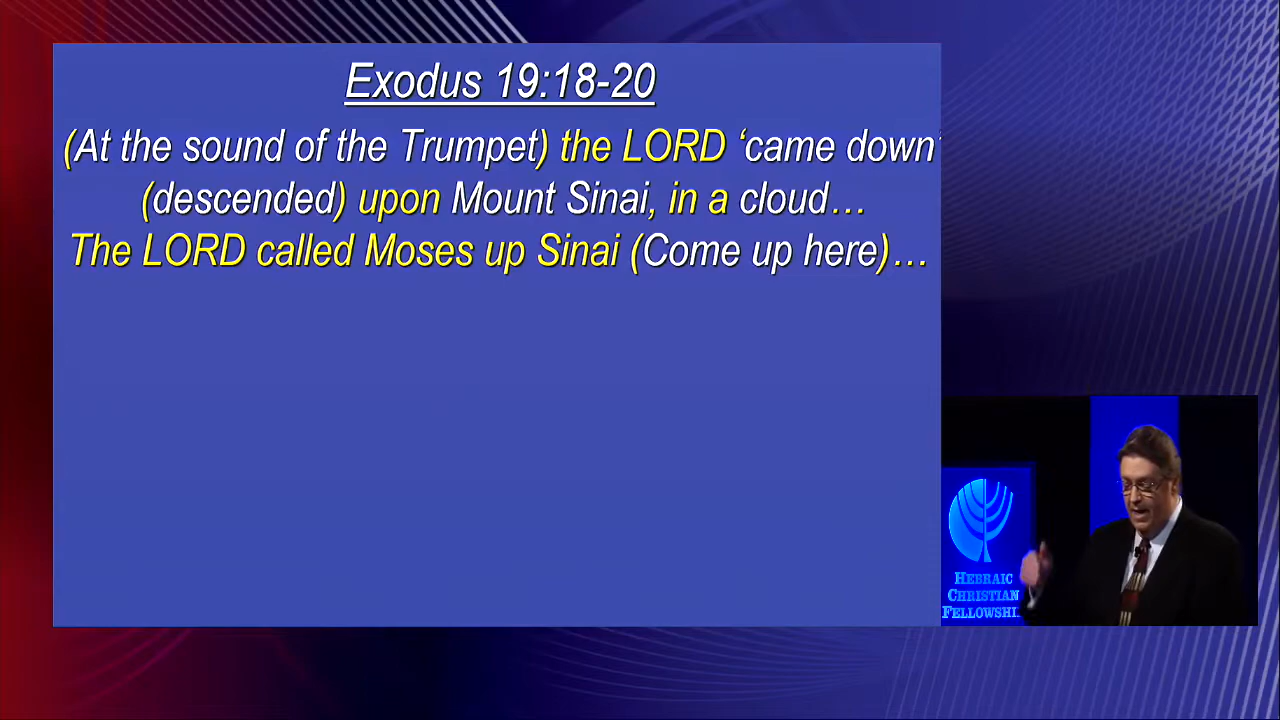 Exodus 19:18-20
(At the sound of the Trumpet) the LORD ‘came down’
(descended) upon Mount Sinai, in a cloud…
The LORD called Moses up Sinai (Come up here)…
HEBRAIC
CHRISTIAN
FELLOWSHI